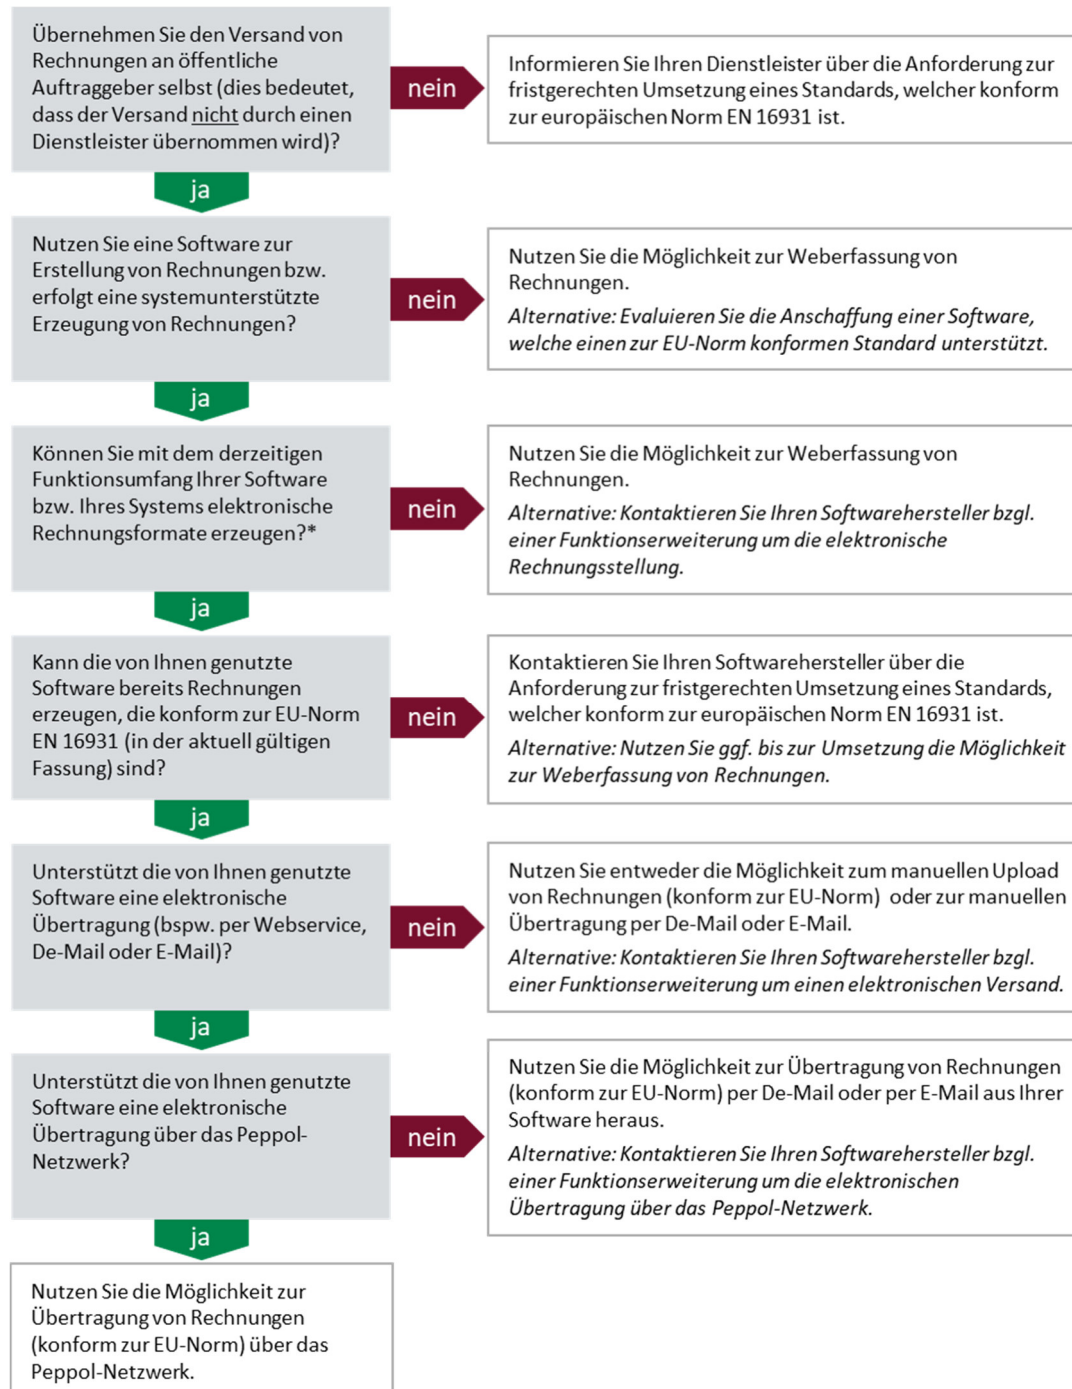 Übernehmen Sie den Versand von
Rechnungen an öffentliche
Auftraggeber selbst (dies bedeutet,
dass der Versand nicht durch einen
Dienstleister übernommen wird)?
nein
Informieren Sie Ihren Dienstleister über die Anforderung zur
fristgerechten Umsetzung eines Standards, welcher konform
zur europäischen Norm EN 16931 ist.
ja
Nutzen Sie eine Software zur
Erstellung von Rechnungen bzw.
erfolgt eine systemunterstützte
Erzeugung von Rechnungen?
nein
Nutzen Sie die Möglichkeit zur Weberfassung von
Rechnungen.
Alternative: Evaluieren Sie die Anschaffung einer Software,
welche einen zur EU-Norm konformen Standard unterstützt.
ja
Können Sie mit dem derzeitigen
Funktionsumfang Ihrer Software
bzw. Ihres Systems elektronische
Rechnungsformate erzeugen?*
nein
Nutzen Sie die Möglichkeit zur Weberfassung von
Rechnungen.
Alternative: Kontaktieren Sie Ihren Softwarehersteller bzgl.
einer Funktionserweiterung um die elektronische
Rechnungsstellung.
ja
Kann die von Ihnen genutzte
Software bereits Rechnungen
erzeugen, die konform zur EU-Norm
EN 16931 (in der aktuell gültigen
Fassung) sind?
nein
Kontaktieren Sie Ihren Softwarehersteller über die
Anforderung zur fristgerechten Umsetzung eines Standards,
welcher konform zur europäischen Norm EN 16931 ist.
Alternative: Nutzen Sie ggf. bis zur Umsetzung die Möglichkeit
zur Weberfassung von Rechnungen.
ja
Unterstützt die von Ihnen genutzte
Software eine elektronische
Übertragung (bspw. per Webservice,
De-Mail oder E-Mail)?
nein
Nutzen Sie entweder die Möglichkeit zum manuellen Upload
von Rechnungen (konform zur EU-Norm) oder zur manuellen
Übertragung per De-Mail oder E-Mail.
Alternative: Kontaktieren Sie Ihren Softwarehersteller bzgl.
einer Funktionserweiterung um einen elektronischen Versand.
ja
Unterstützt die von Ihnen genutzte
Software eine elektronische
Übertragung über das Peppol-
Netzwerk?
nein
Nutzen Sie die Möglichkeit zur Übertragung von Rechnungen
(konform zur EU-Norm) per De-Mail oder per E-Mail aus Ihrer
Software heraus.
Alternative: Kontaktieren Sie Ihren Softwarehersteller bzgl.
einer Funktionserweiterung um die elektronischen
Übertragung über das Peppol-Netzwerk.
ja
Nutzen Sie die Möglichkeit zur
Übertragung von Rechnungen
(konform zur EU-Norm) über das
Peppol-Netzwerk.